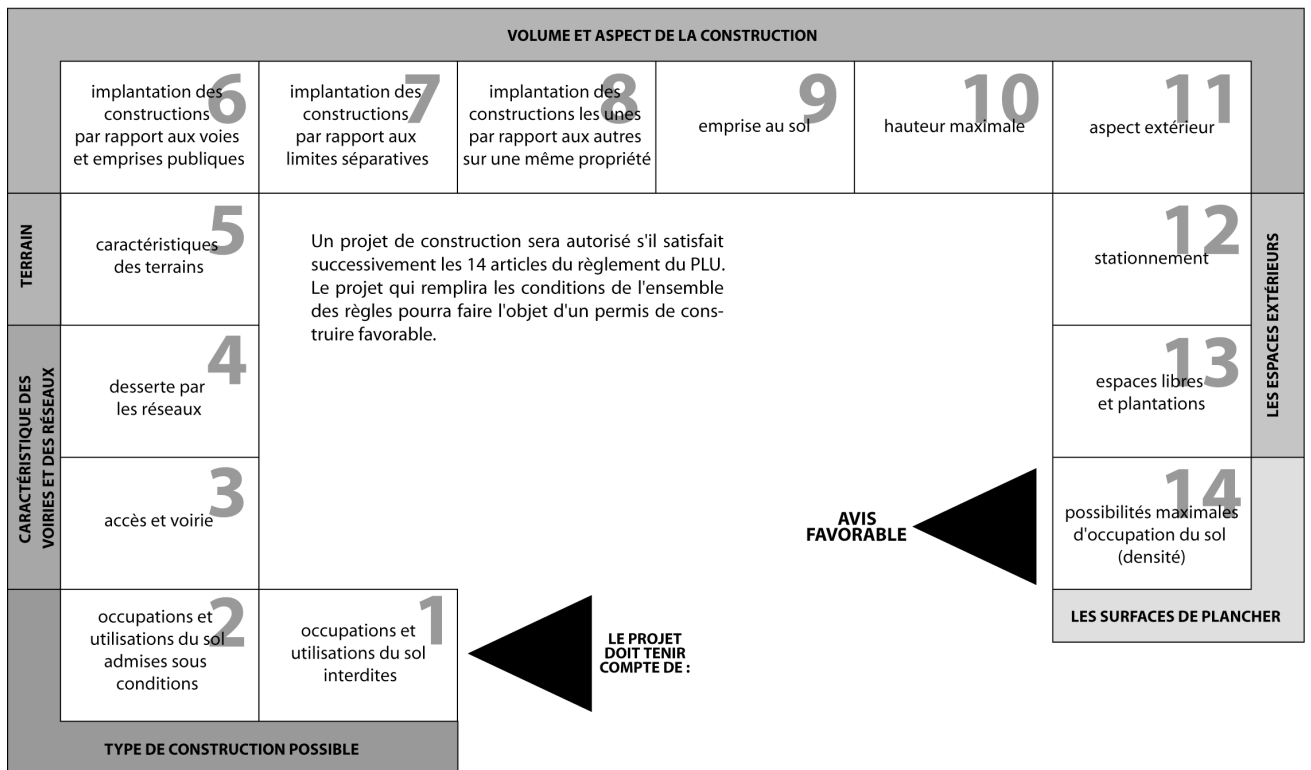 VOLUME ET ASPECT DE LA CONSTRUCTION
6
implantation des
constructions
par rapport aux voies
et emprises publiques
7
implantation des
constructions
par rapport aux
limites séparatives
8
implantation des
constructions les unes
par rapport aux autres
sur une même propriété
9
emprise au sol
10
hauteur maximale
11
aspect extérieur
TERRAIN
5
caractéristiques
des terrains
Un projet de construction sera autorisé s'il satisfait
successivement les 14 articles du règlement du PLU.
Le projet qui remplira les conditions de l'ensemble
des règles pourra faire l'objet d'un permis de cons-
truire favorable.
12
stationnement
LES ESPACES EXTÉRIEURS
CARACTÉRISTIQUE DES
VOIRIES ET DES RÉSEAUX
4
desserte par
les réseaux
13
espaces libres
et plantations
3
accès et voirie
AVIS
FAVORABLE
14
possibilités maximales
d'occupation du sol
(densité)
LES SURFACES DE PLANCHER
2
occupations et
utilisations du sol
admises sous
conditions
1
occupations et
utilisations du sol
interdites
LE PROJET
DOIT TENIR
COMPTE DE :
TYPE DE CONSTRUCTION POSSIBLE